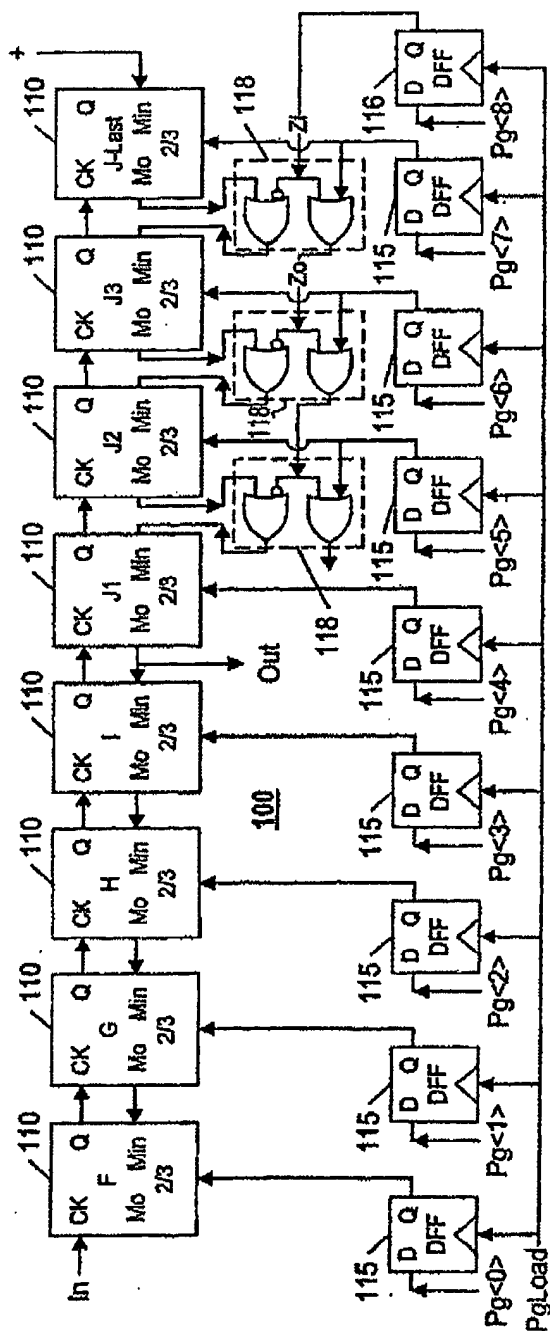 110 110 110 110 110 110 110 110
+
In
CK Q CK Q CK Q CK Q CK Q CK Q CK Q CK Q
F G H I J1 J2 J3 J-Last
Mo Min Mo Min Mo Min Mo Min Mo Min Mo Min Mo Min Mo Min
2/3 2/3 2/3 2/3 2/3 2/3 2/3 2/3
118
Out
100
118
Zo
Zi
118
115 115 115 115 115 115 115 115 116
D Q D Q D Q D Q D Q D Q D Q D Q D Q
DFF DFF DFF DFF DFF DFF DFF DFF DFF
Pg<0> Pg<1> Pg<2> Pg<3> Pg<4> Pg<5> Pg<6> Pg<7> Pg<8>
PgLoad